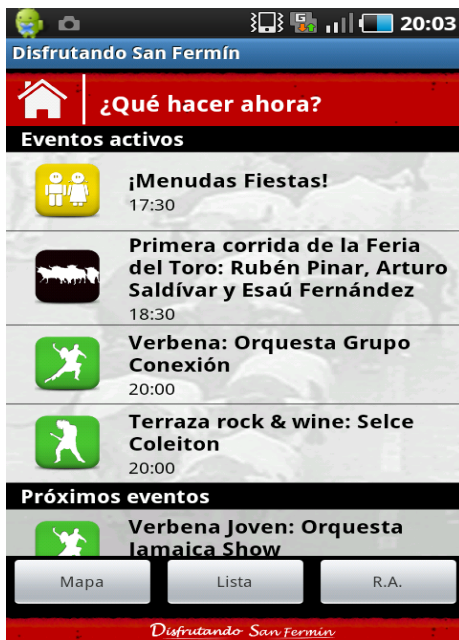 20:03
Disfrutando San Fermín
¿Qué hacer ahora?
Eventos activos
¡Menudas Fiestas!
17:30
Primera corrida de la Feria
del Toro: Rubén Pinar, Arturo
Saldívar y Esaú Fernández
18:30
Verbena: Orquesta Grupo
Conexión
20:00
Terraza rock & wine: Selce
Coleiton
20:00
Próximos eventos
Verbena Joven: Orquesta
Jamaica Show
Mapa
Lista
R.A.
Disfrutando San Fermin